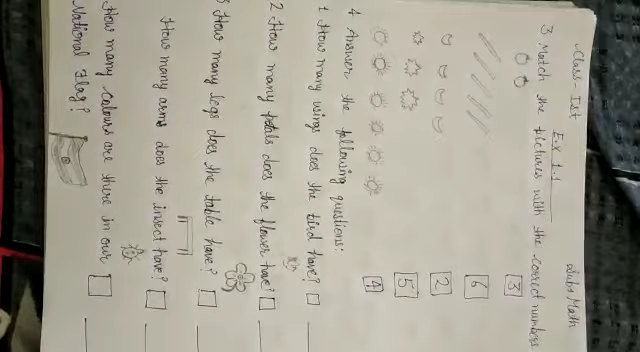 Class- Ist Subs Math
Ex 1.1
3. Match the pictures with the correct numbers
3
6
2
5
4
4 Answer the following questions:
1 How many wings does the bird have?
2 How many petals does the flower have?
3 How many legs does the table have?
How many arms does the insect have?
How many colours are there in our
National Flag?